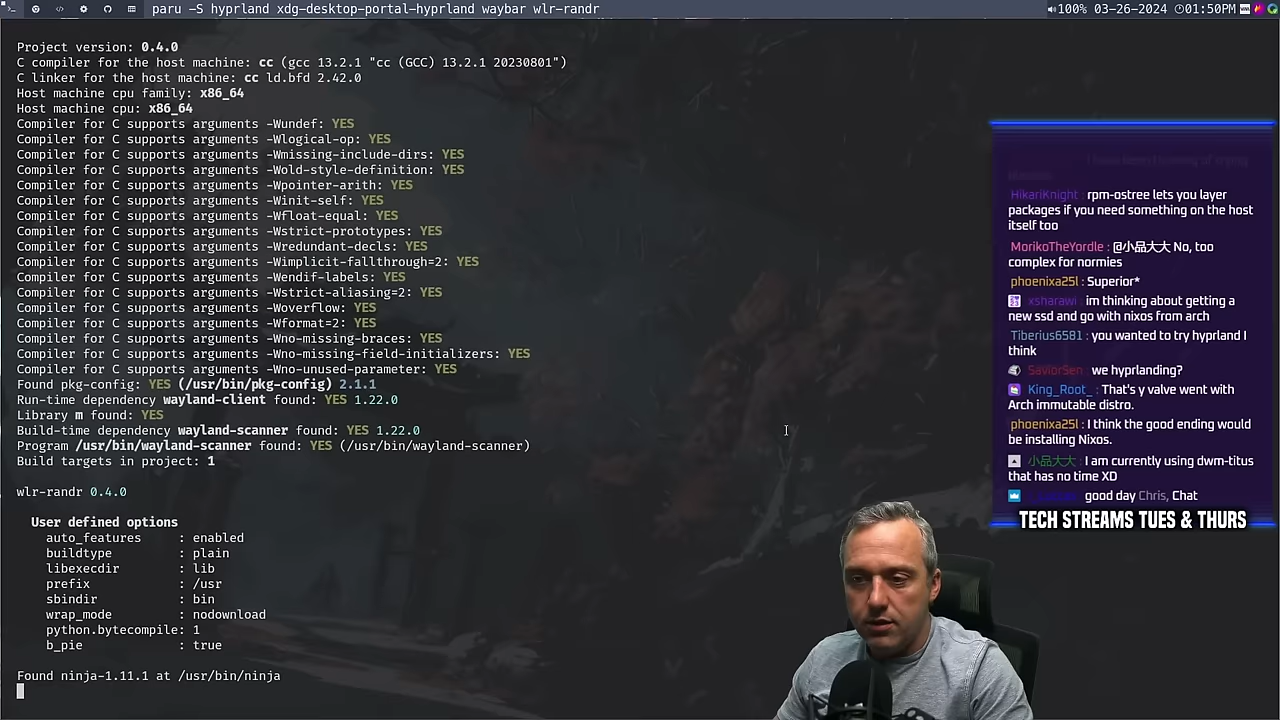 paru -S hyprland xdg-desktop-portal-hyprland waybar wlr-randr
100% 03-26-2024 01:50PM
Project version: 0.4.0
C compiler for the host machine: cc (gcc 13.2.1 "cc (GCC) 13.2.1 20230801")
C linker for the host machine: cc ld.bfd 2.42.0
Host machine cpu family: x86_64
Host machine cpu: x86_64
Compiler for C supports arguments -Wundef: YES
Compiler for C supports arguments -Wlogical-op: YES
Compiler for C supports arguments -Wmissing-include-dirs: YES
Compiler for C supports arguments -Wold-style-definition: YES
Compiler for C supports arguments -Wpointer-arith: YES
Compiler for C supports arguments -Winit-self: YES
Compiler for C supports arguments -Wfloat-equal: YES
Compiler for C supports arguments -Wstrict-prototypes: YES
Compiler for C supports arguments -Wredundant-decls: YES
Compiler for C supports arguments -Wimplicit-fallthrough=2: YES
Compiler for C supports arguments -Wendif-labels: YES
Compiler for C supports arguments -Wstrict-aliasing=2: YES
Compiler for C supports arguments -Woverflow: YES
Compiler for C supports arguments -Wformat=2: YES
Compiler for C supports arguments -Wno-missing-braces: YES
Compiler for C supports arguments -Wno-missing-field-initializers: YES
Compiler for C supports arguments -Wno-unused-parameter: YES
Found pkg-config: YES (/usr/bin/pkg-config) 2.1.1
Run-time dependency wayland-client found: YES 1.22.0
Library m found: YES
Build-time dependency wayland-scanner found: YES 1.22.0
Program /usr/bin/wayland-scanner found: YES (/usr/bin/wayland-scanner)
Build targets in project: 1
wlr-randr 0.4.0
User defined options
auto_features : enabled
buildtype : plain
libexecdir : lib
prefix : /usr
sbindir : bin
wrap_mode : nodownload
python.bytecompile: 1
b_pie : true
Found ninja-1.11.1 at /usr/bin/ninja
I have been thinking of trying
HikariKnight : rpm-ostree lets you layer
packages if you need something on the host
itself too
MorikoTheYordle : @小品大大 No, too
complex for normies
phoenixa25l : Superior*
xsharawi : im thinking about getting a
new ssd and go with nixos from arch
Tiberius6581 : you wanted to try hyprland I
think
SaviorSen : we hyprlanding?
King_Root_ : That's y valve went with
Arch immutable distro.
phoenixa25l : I think the good ending would
be installing Nixos.
小品大大 : I am currently using dwm-titus
that has no time XD
good day Chris, Chat
TECH STREAMS TUES & THURS